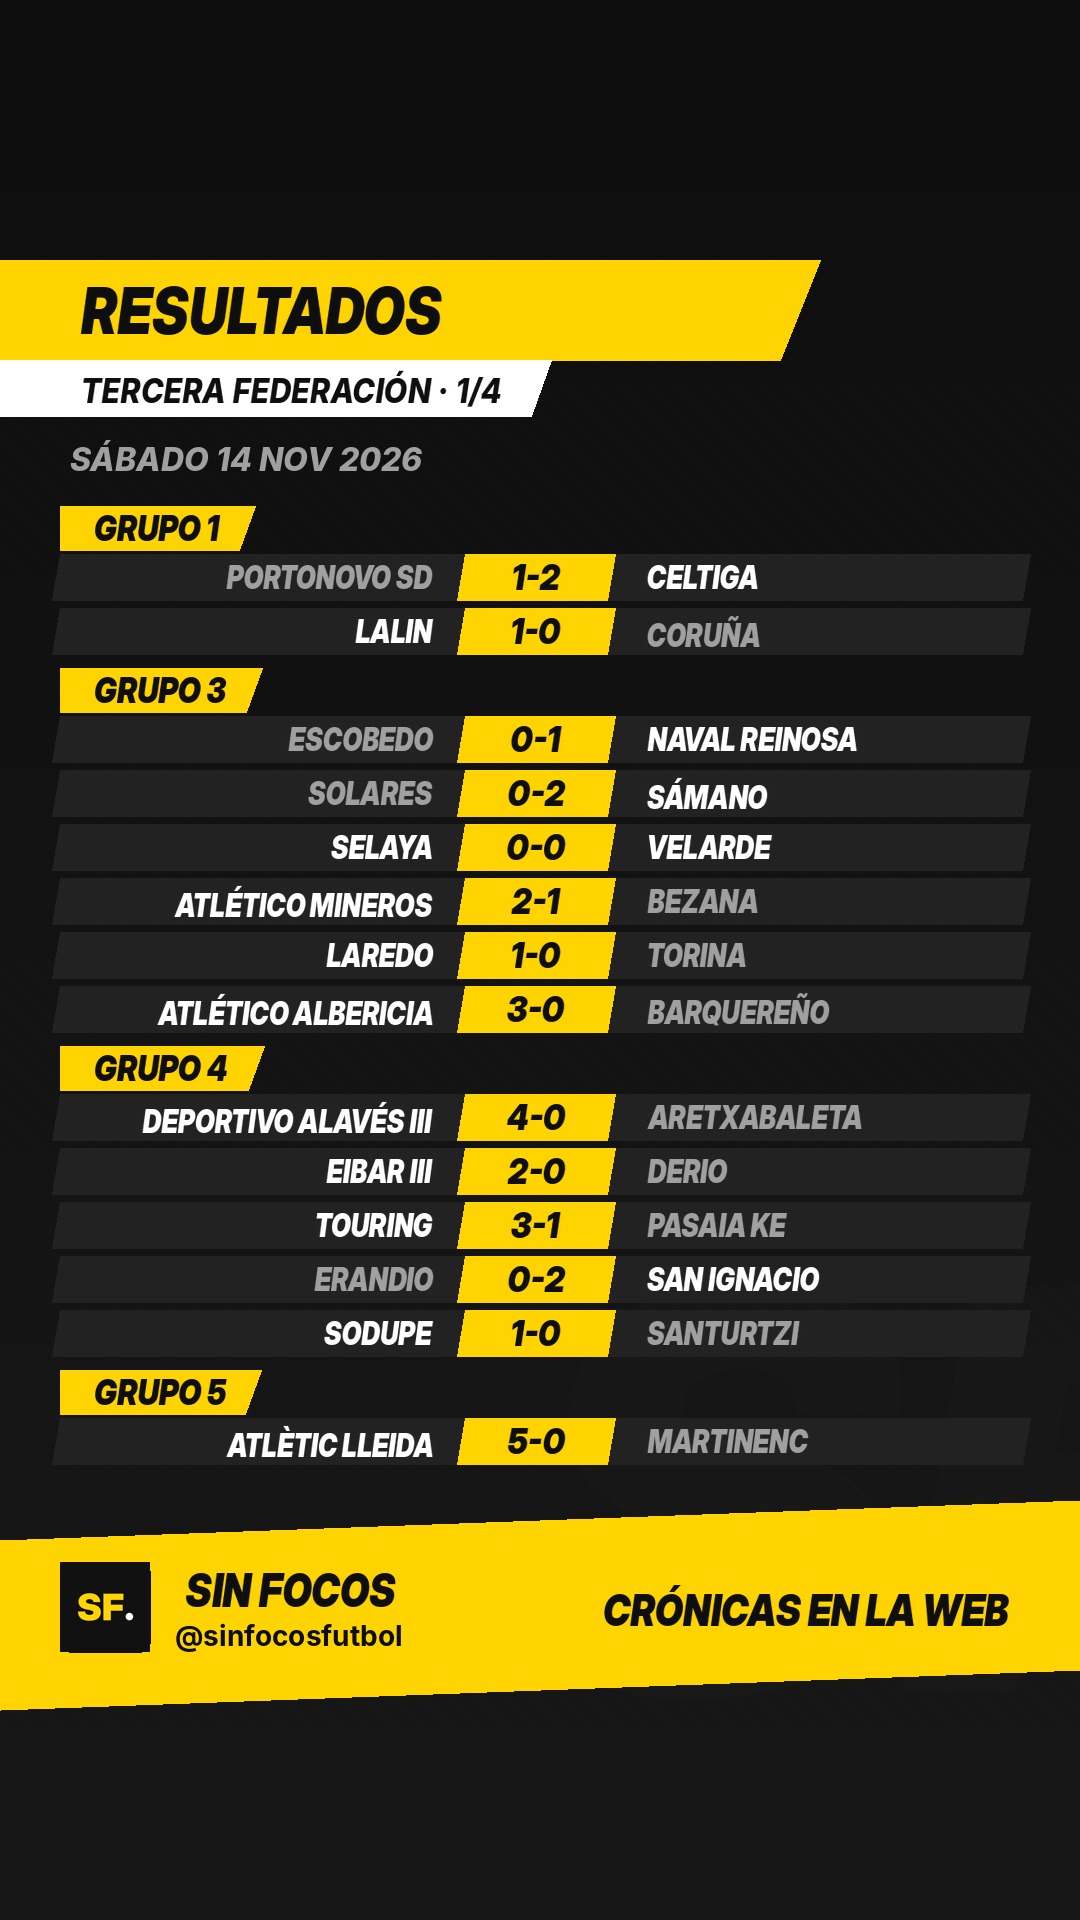 RESULTADOS
TERCERA FEDERACIÓN · 1/4
SÁBADO 14 NOV 2026
GRUPO 1
PORTONOVO SD 1-2 CELTIGA
LALIN 1-0 CORUÑA
GRUPO 3
ESCOBEDO 0-1 NAVAL REINOSA
SOLARES 0-2 SÁMANO
SELAYA 0-0 VELARDE
ATLÉTICO MINEROS 2-1 BEZANA
LAREDO 1-0 TORINA
ATLÉTICO ALBERICIA 3-0 BARQUEREÑO
GRUPO 4
DEPORTIVO ALAVÉS III 4-0 ARETXABALETA
EIBAR III 2-0 DERIO
TOURING 3-1 PASAIA KE
ERANDIO 0-2 SAN IGNACIO
SODUPE 1-0 SANTURTZI
GRUPO 5
ATLÈTIC LLEIDA 5-0 MARTINENC
SF.
SIN FOCOS
@sinfocosfutbol
CRÓNICAS EN LA WEB